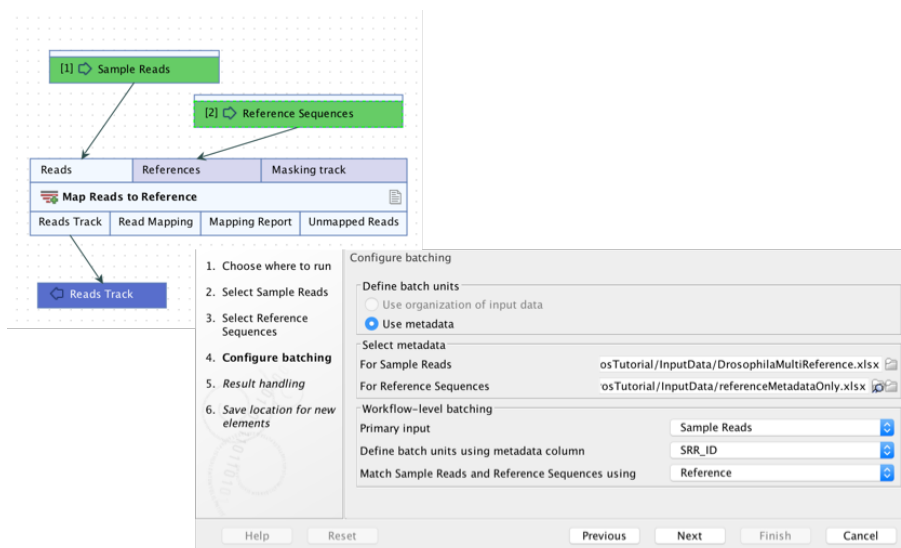 [1] Sample Reads
[2] Reference Sequences
Reads References Masking track
Map Reads to Reference
Reads Track Read Mapping Mapping Report Unmapped Reads
Reads Track
1. Choose where to run
2. Select Sample Reads
3. Select Reference
Sequences
4. Configure batching
5. Result handling
6. Save location for new
elements
Configure batching
Define batch units
Use organization of input data
Use metadata
Select metadata
For Sample Reads osTutorial/InputData/DrosophilaMultiReference.xlsx
For Reference Sequences osTutorial/InputData/referenceMetadataOnly.xlsx
Workflow-level batching
Primary input Sample Reads
Define batch units using metadata column SRR_ID
Match Sample Reads and Reference Sequences using Reference
Help Reset Previous Next Finish Cancel